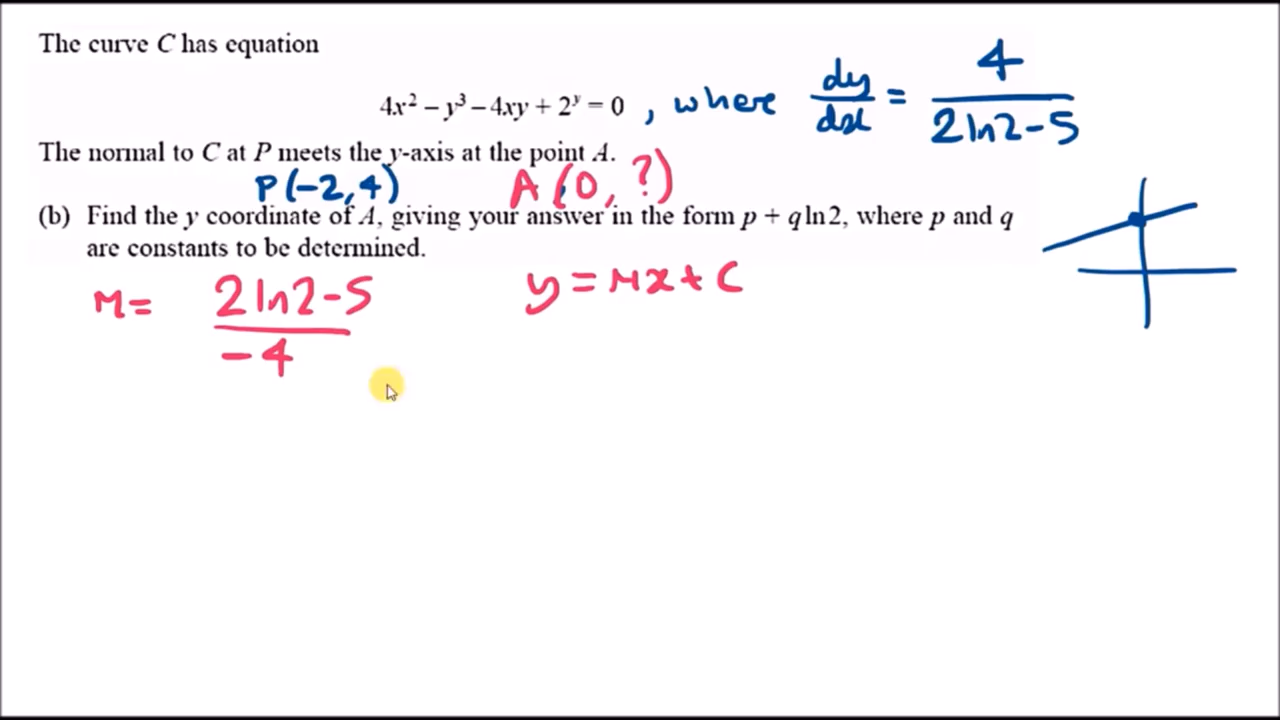 The curve C has equation
4x² – y³ – 4xy + 2ʸ = 0 , where dy/dx = 4/(2ln2-5)
The normal to C at P meets the y-axis at the point A.
P(-2,4) A(0, ?)
(b) Find the y coordinate of A, giving your answer in the form p + q ln2, where p and q
are constants to be determined.
M = (2ln2-5)/(-4) y = Mx + C